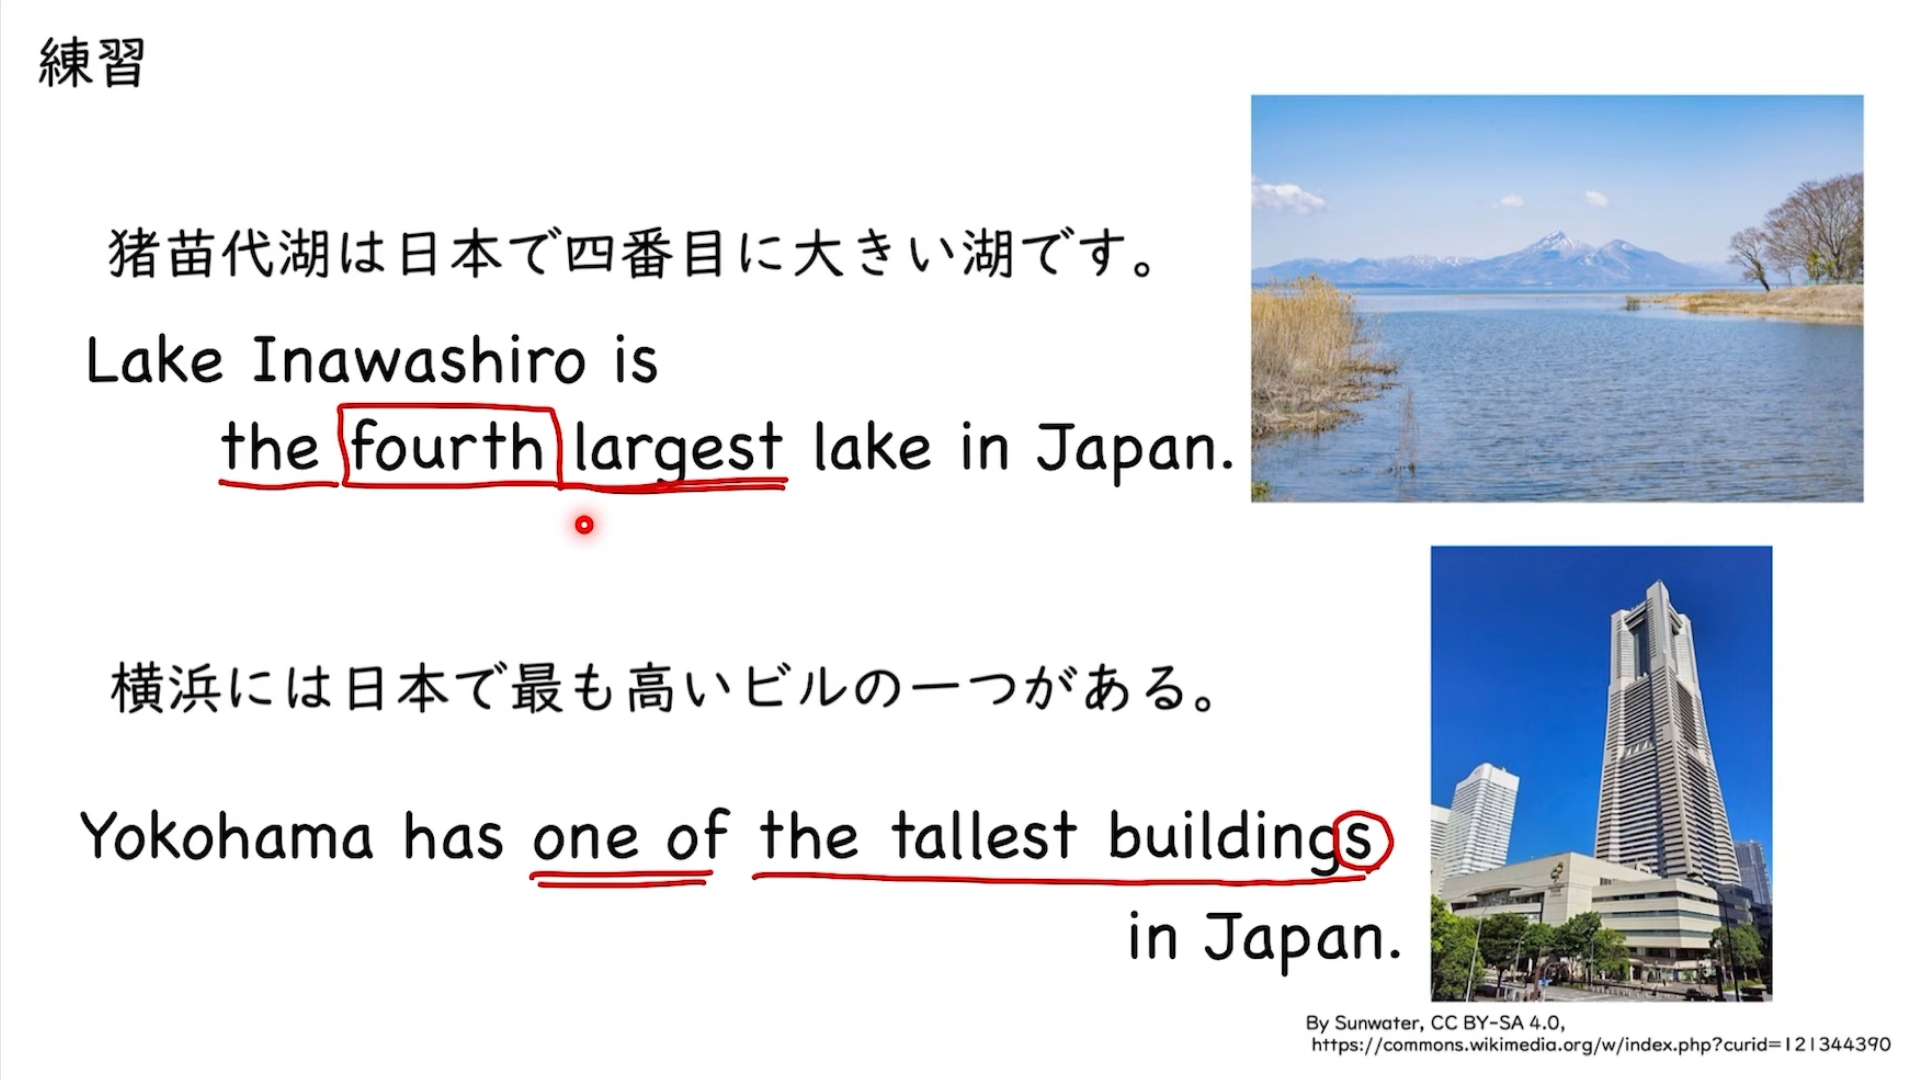 練習
猪苗代湖は日本で四番目に大きい湖です。
Lake Inawashiro is
the fourth largest lake in Japan.
横浜には日本で最も高いビルの一つがある。
Yokohama has one of the tallest buildings
in Japan.
By Sunwater, CC BY-SA 4.0,
https://commons.wikimedia.org/w/index.php?curid=121344390